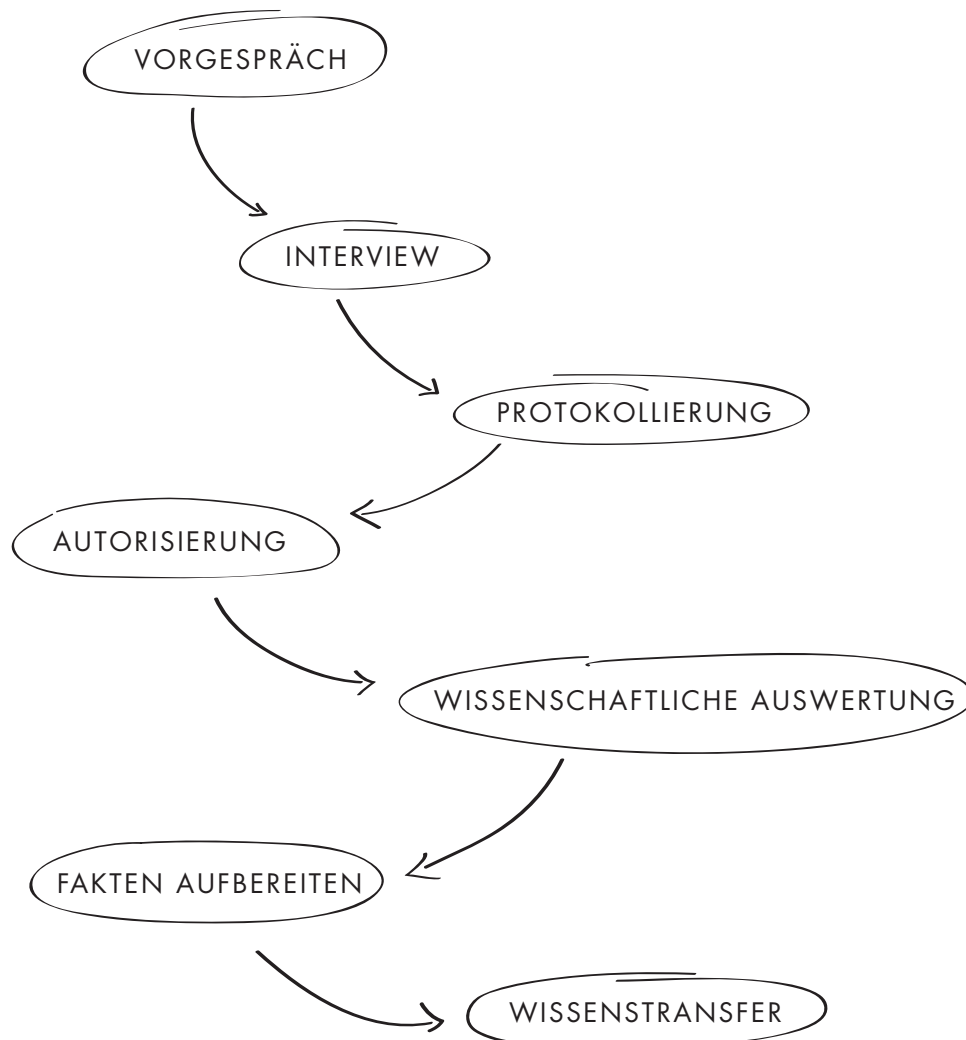 VORGESPRÄCH
INTERVIEW
PROTOKOLLIERUNG
AUTORISIERUNG
WISSENSCHAFTLICHE AUSWERTUNG
FAKTEN AUFBEREITEN
WISSENSTRANSFER